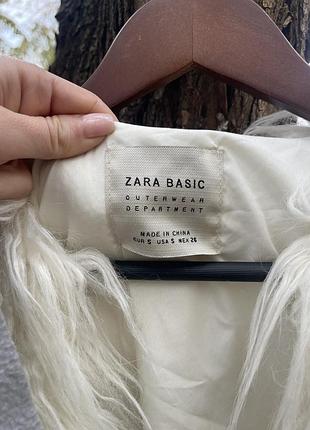 ZARA BASIC
OUTERWEAR
DEPARTMENT
MADE IN CHINA
EUR S USA S MEX 26